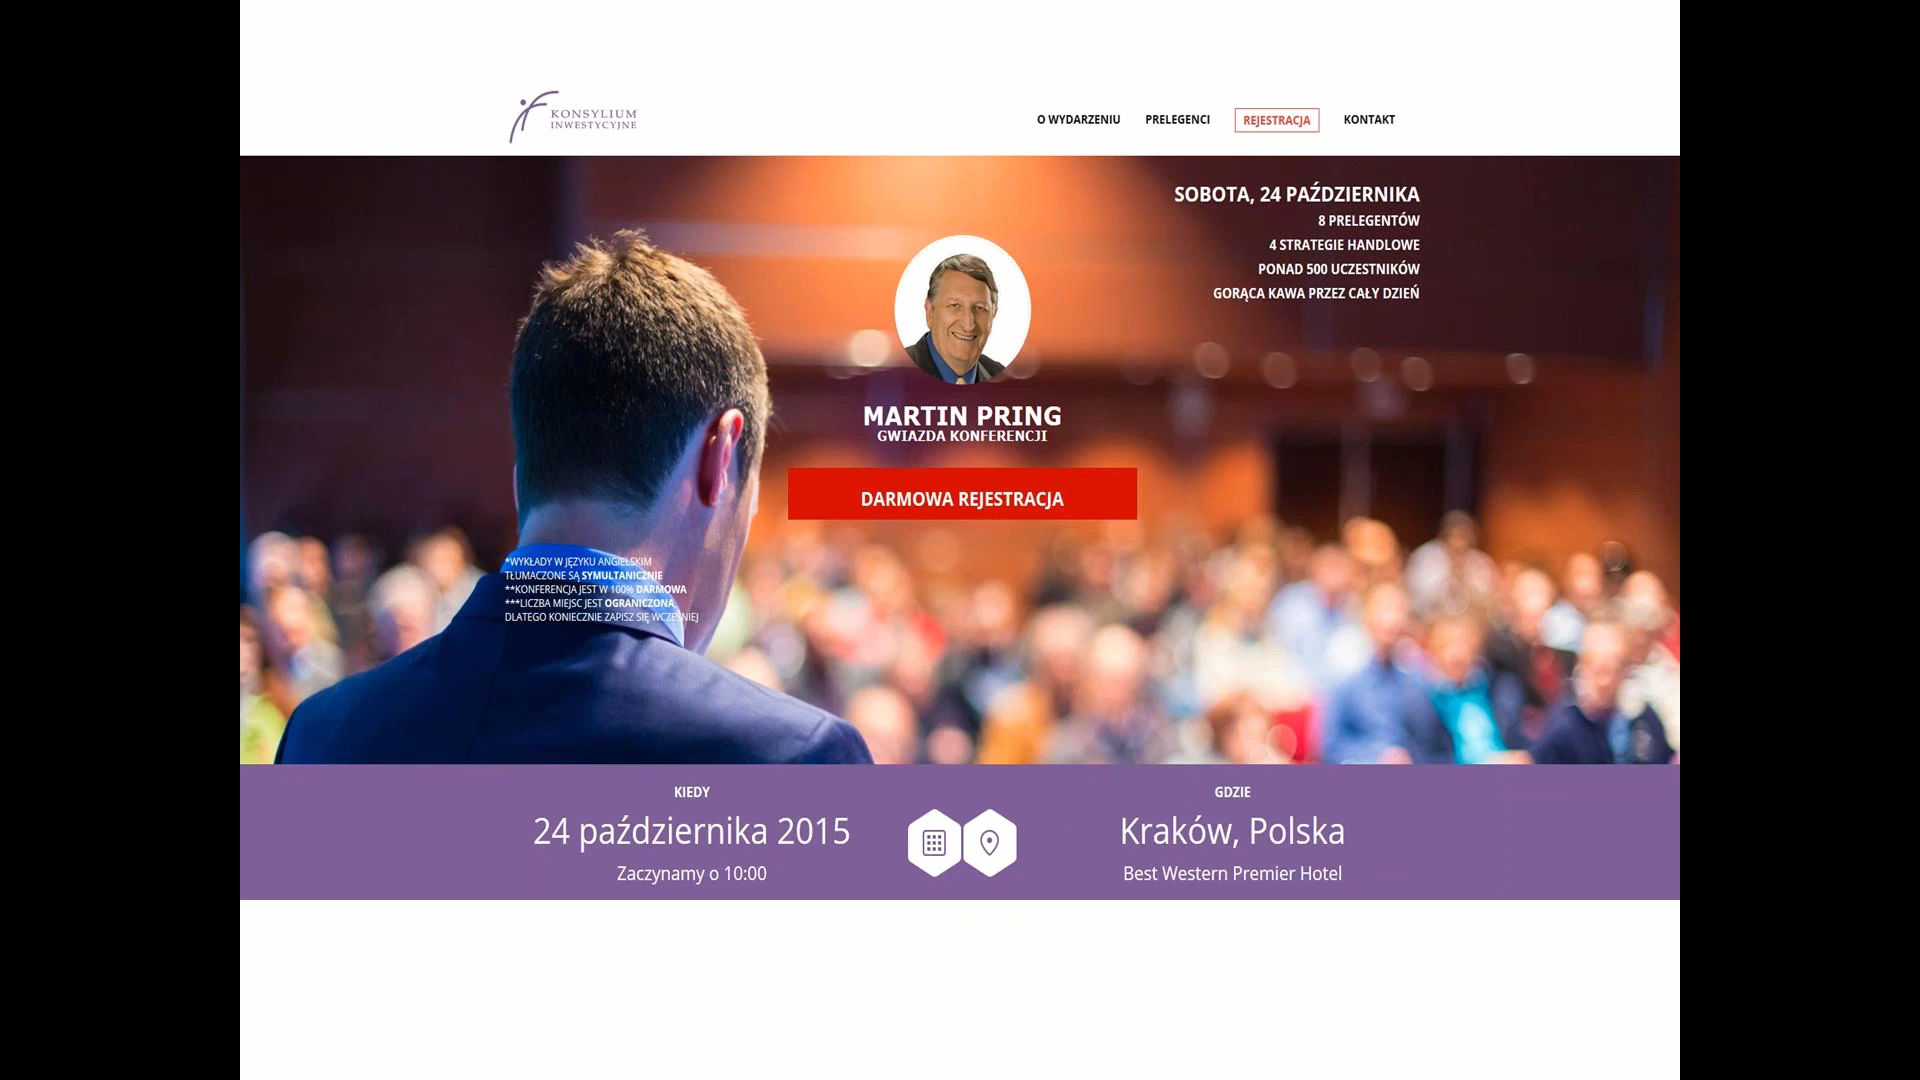 KONSYLIUM
INWESTYCYJNE
O WYDARZENIU
PRELEGENCI
REJESTRACJA
KONTAKT
SOBOTA, 24 PAŹDZIERNIKA
8 PRELEGENTÓW
4 STRATEGIE HANDLOWE
PONAD 500 UCZESTNIKÓW
GORĄCA KAWA PRZEZ CAŁY DZIEŃ
MARTIN PRING
GWIAZDA KONFERENCJI
DARMOWA REJESTRACJA
*WYKŁADY W JĘZYKU ANGIELSKIM
TŁUMACZONE SĄ SYMULTANICZNIE
**KONFERENCJA JEST W 100% DARMOWA
***LICZBA MIEJSC JEST OGRANICZONA,
DLATEGO KONIECZNIE ZAPISZ SIĘ WCZEŚNIEJ
KIEDY
24 października 2015
Zaczynamy o 10:00
GDZIE
Kraków, Polska
Best Western Premier Hotel